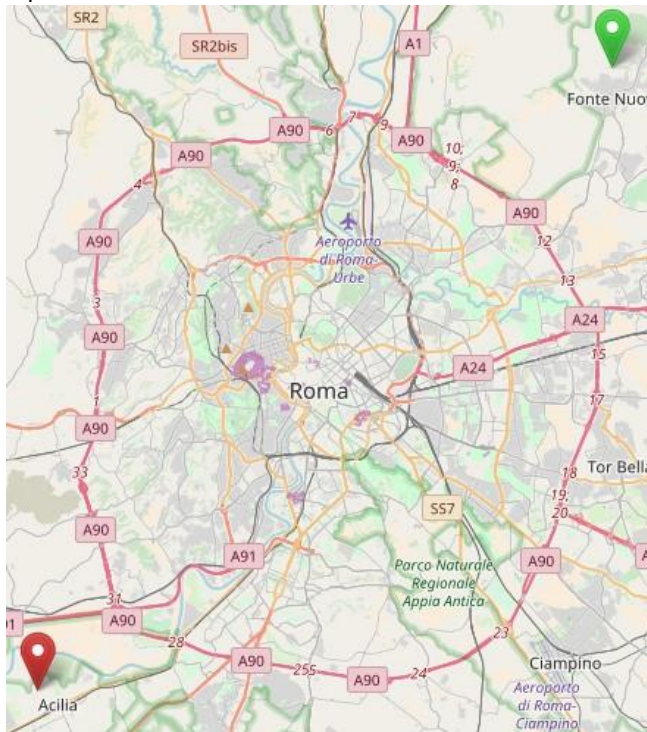 SR2
SR2bis
A1
Fonte Nuov
A90
6
7
9
A90
10;
9;
8
A90
4
A90
12
Aeroporto
di Roma-
Urbe
A90
13
3
A24
A90
15
A24
Roma
1
17
A90
33
18
Tor Bella
19;
20
SS7
A90
A91
A90
Parco Naturale
Regionale
Appia Antica
31
91
A90
28
23
A90
255
24
A90
Ciampino
Acilia
Aeroporto
di Roma-
Ciampino